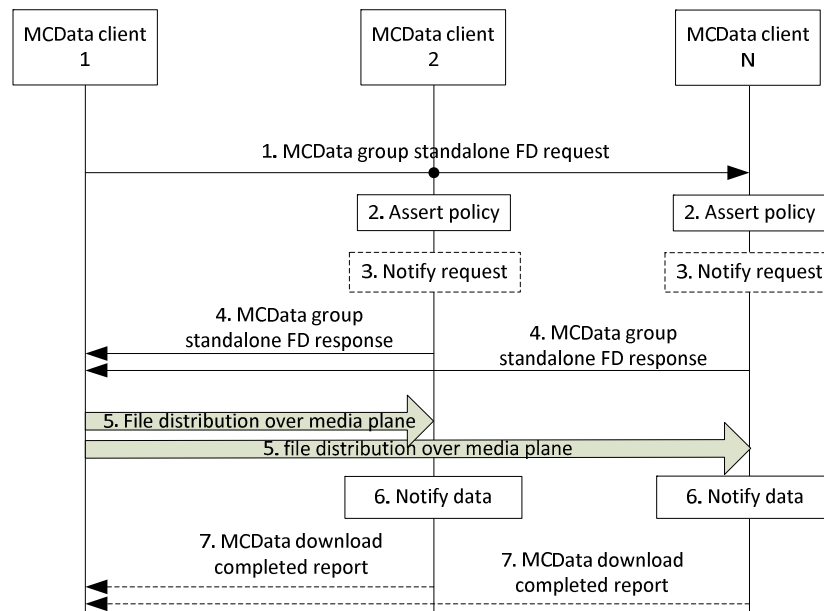 MCData client
1
MCData client
2
MCData client
N
1. MCData group standalone FD request
2. Assert policy
2. Assert policy
3. Notify request
3. Notify request
4. MCData group
standalone FD response
4. MCData group
standalone FD response
5. File distribution over media plane
5. file distribution over media plane
6. Notify data
6. Notify data
7. MCData download
completed report
7. MCData download
completed report